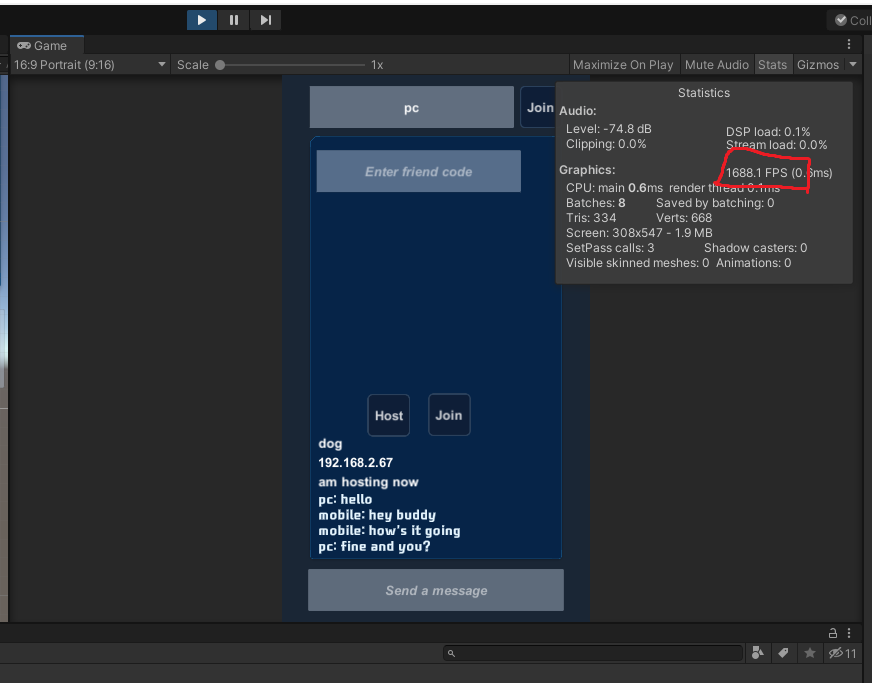 Coll
Game
16:9 Portrait (9:16) Scale 1x Maximize On Play Mute Audio Stats Gizmos
pc Join
Enter friend code
Statistics
Audio:
Level: -74.8 dB DSP load: 0.1%
Clipping: 0.0% Stream load: 0.0%
Graphics: 1688.1 FPS (0.6ms)
CPU: main 0.6ms render thread 0.1ms
Batches: 8 Saved by batching: 0
Tris: 334 Verts: 668
Screen: 308x547 - 1.9 MB
SetPass calls: 3 Shadow casters: 0
Visible skinned meshes: 0 Animations: 0
Host Join
dog
192.168.2.67
am hosting now
pc: hello
mobile: hey buddy
mobile: how's it going
pc: fine and you?
Send a message
11